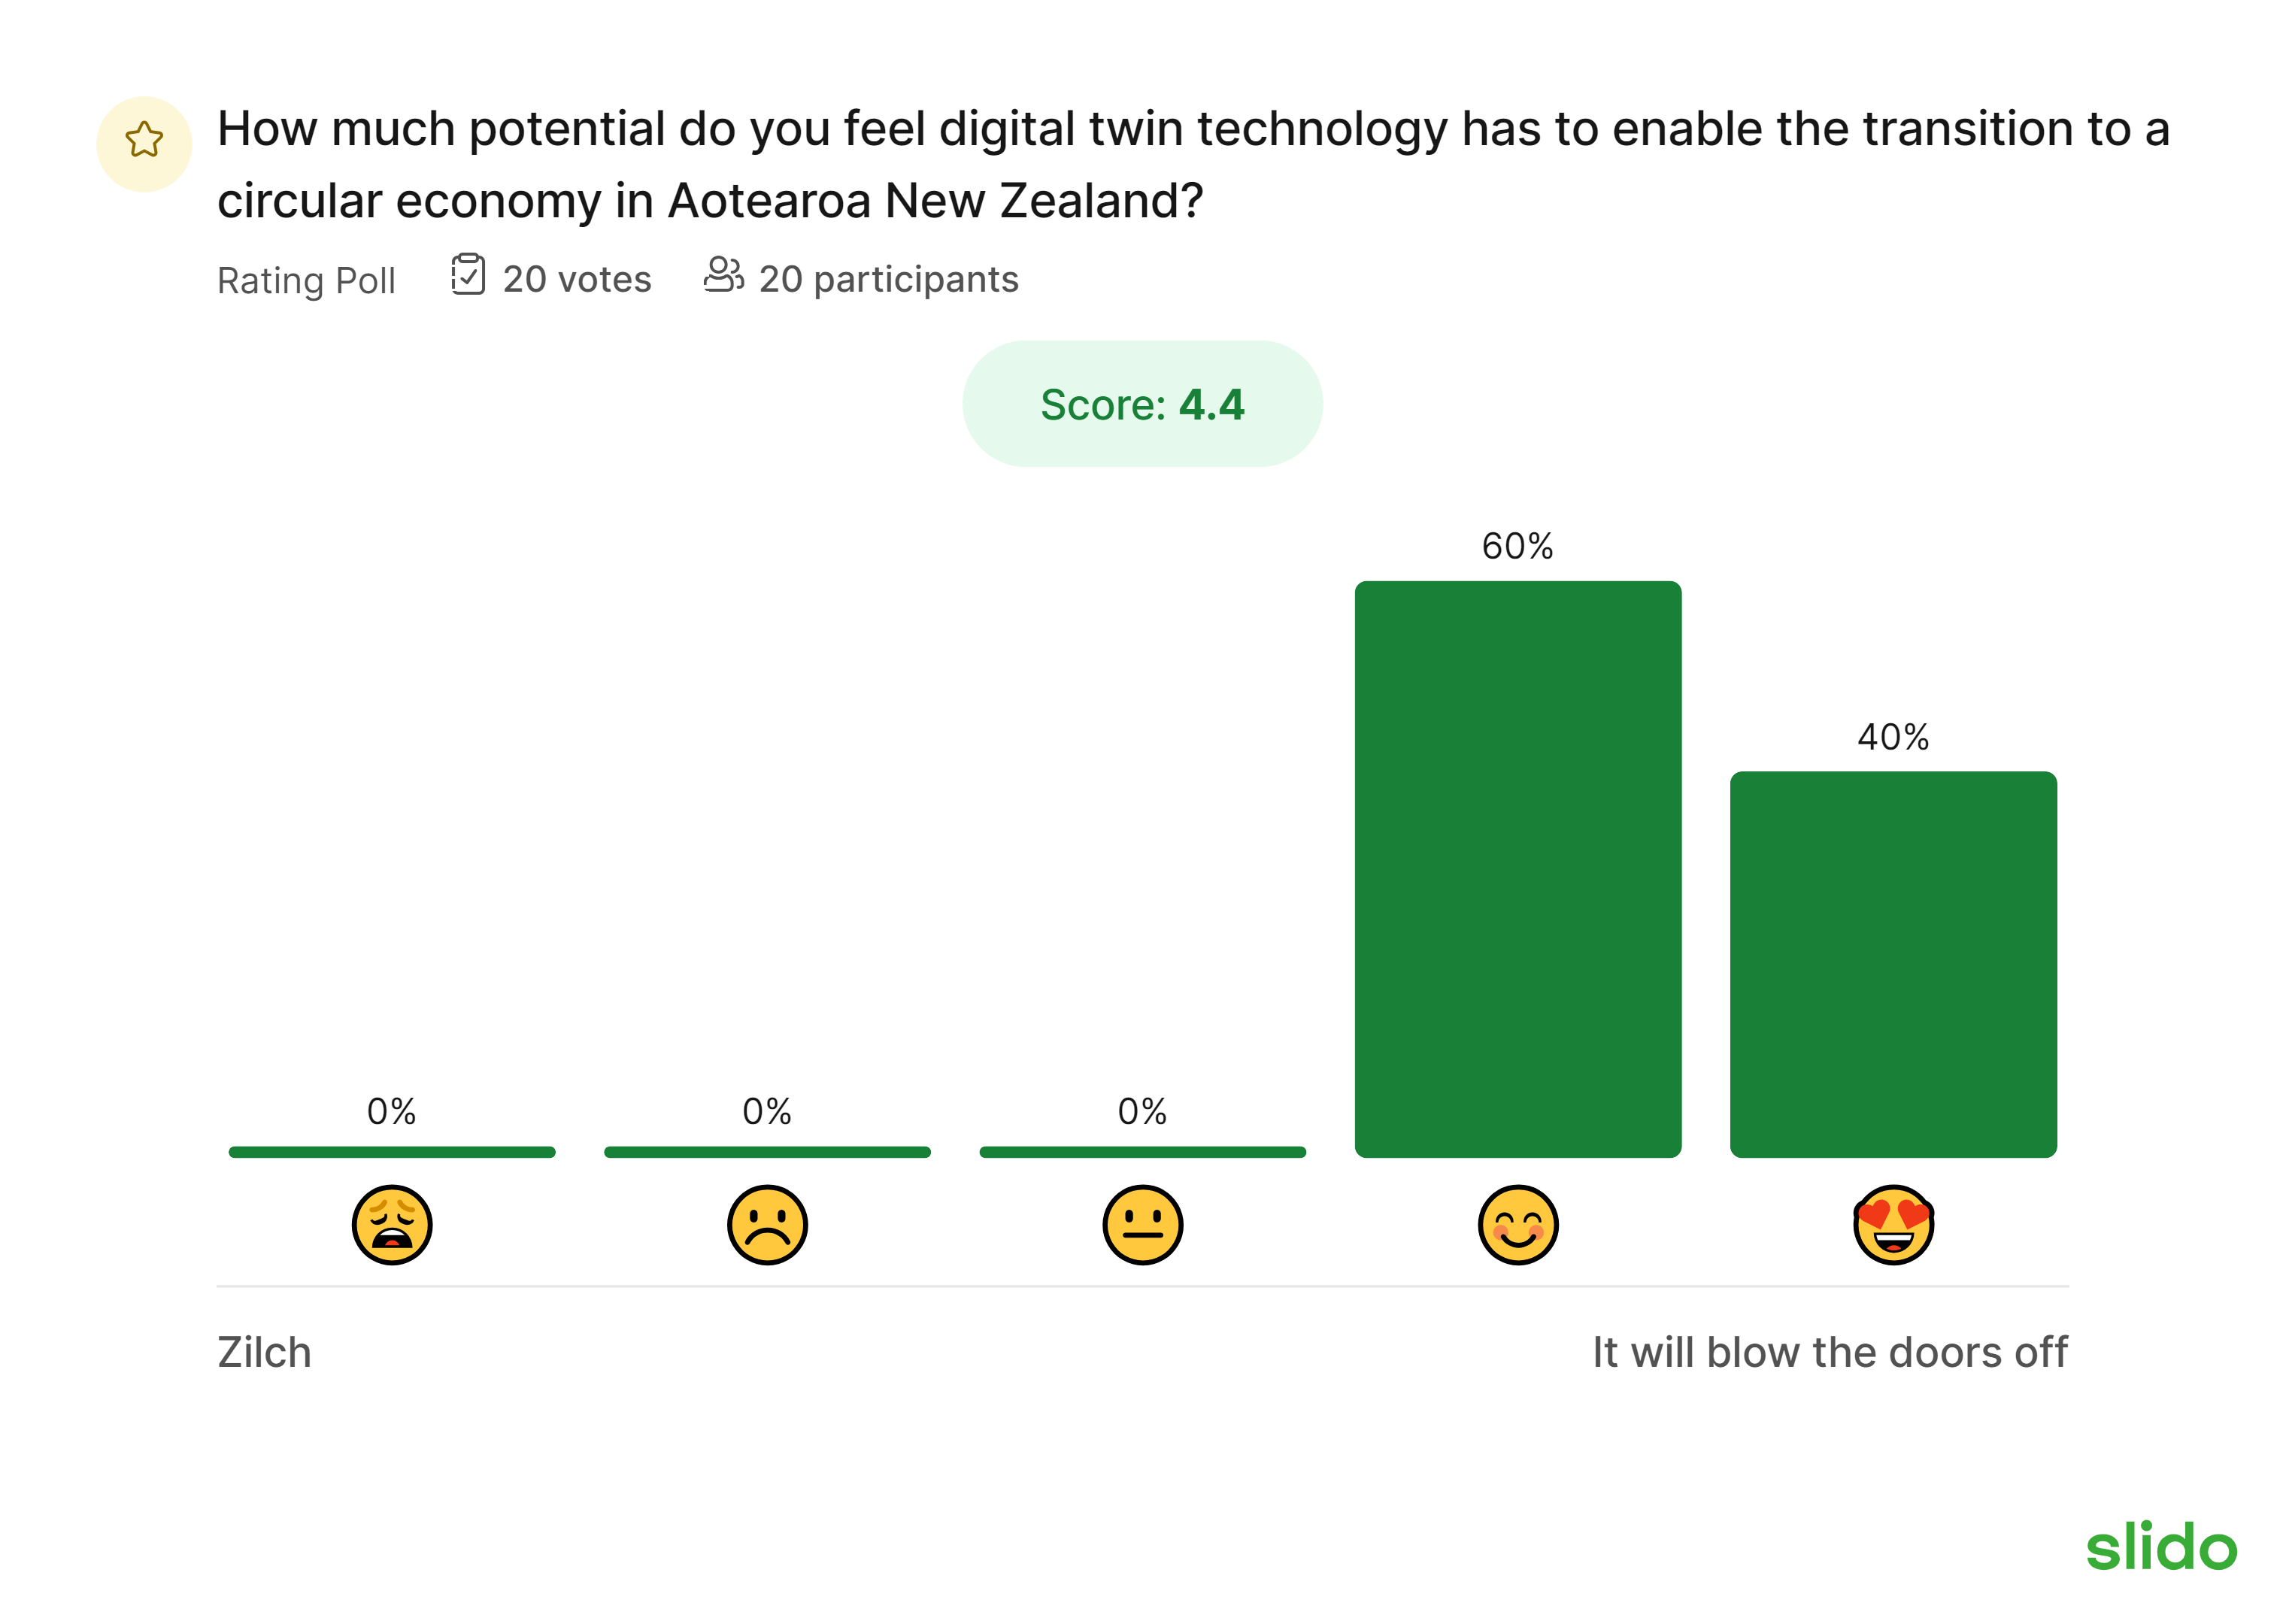 How much potential do you feel digital twin technology has to enable the transition to a
circular economy in Aotearoa New Zealand?
Rating Poll 20 votes 20 participants
Score: 4.4
60%
40%
0% 0% 0%
Zilch It will blow the doors off
slido